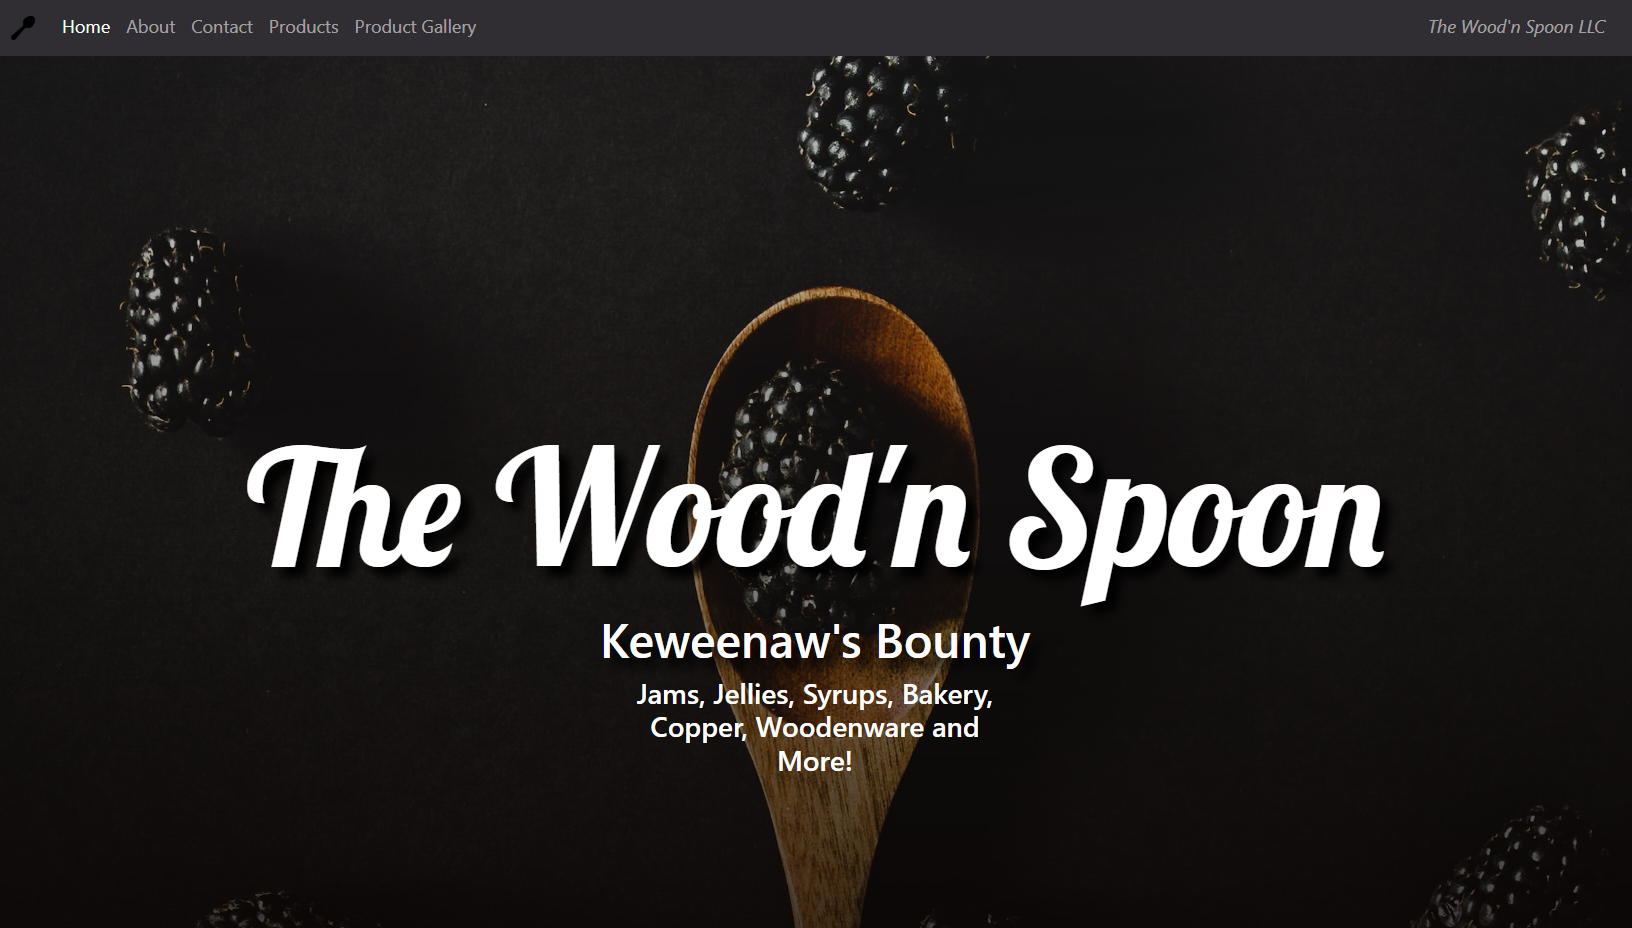 Home About Contact Products Product Gallery The Wood'n Spoon LLC
The Wood'n Spoon
Keweenaw's Bounty
Jams, Jellies, Syrups, Bakery,
Copper, Woodenware and
More!